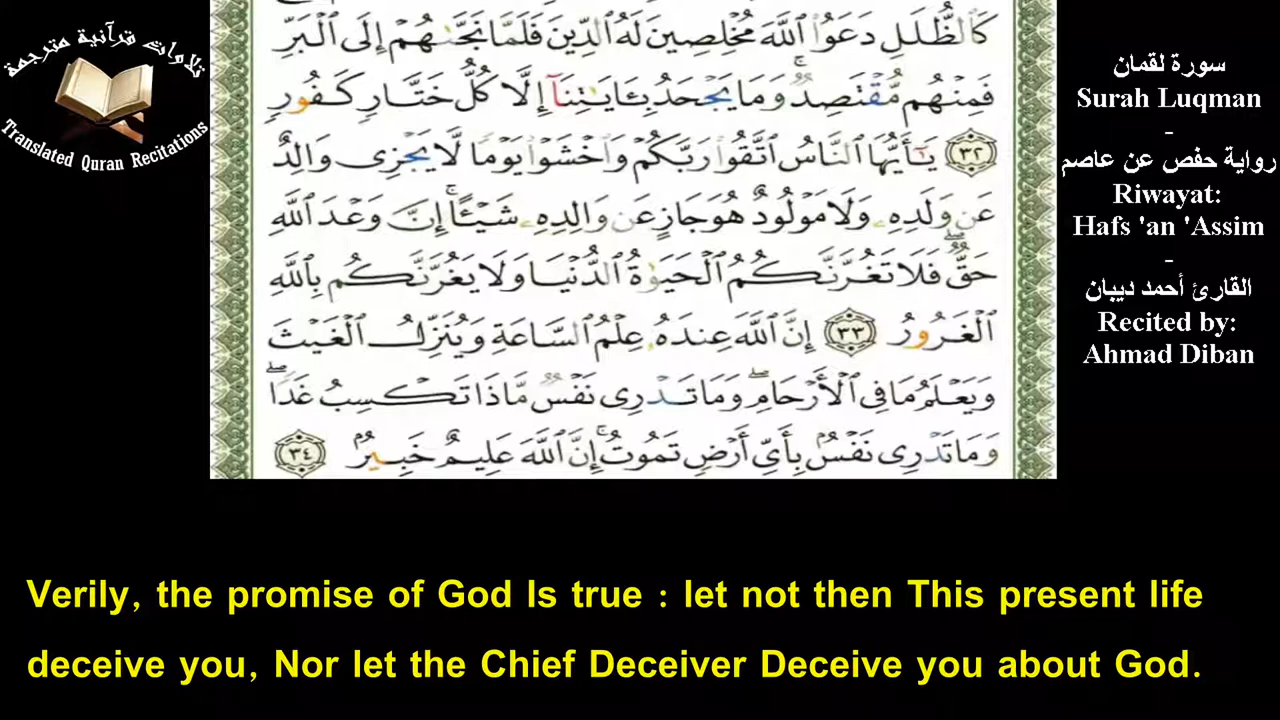 تلاوات قرآنية مترجمة
Translated Quran Recitations
كَالظُّلَلِ دَعَوُا۟ ٱللَّهَ مُخْلِصِينَ لَهُ ٱلدِّينَ فَلَمَّا نَجَّىٰهُمْ إِلَى ٱلْبَرِّ
فَمِنْهُم مُّقْتَصِدٌ ۚ وَمَا يَجْحَدُ بِـَٔايَـٰتِنَآ إِلَّا كُلُّ خَتَّارٍ كَفُورٍ
٣٢ يَـٰٓأَيُّهَا ٱلنَّاسُ ٱتَّقُوا۟ رَبَّكُمْ وَٱخْشَوْا۟ يَوْمًا لَّا يَجْزِى وَالِدٌ
عَن وَلَدِهِۦ وَلَا مَوْلُودٌ هُوَ جَازٍ عَن وَالِدِهِۦ شَيْـًٔا ۚ إِنَّ وَعْدَ ٱللَّهِ
حَقٌّ ۖ فَلَا تَغُرَّنَّكُمُ ٱلْحَيَوٰةُ ٱلدُّنْيَا وَلَا يَغُرَّنَّكُم بِٱللَّهِ
ٱلْغَرُورُ ٣٣ إِنَّ ٱللَّهَ عِندَهُۥ عِلْمُ ٱلسَّاعَةِ وَيُنَزِّلُ ٱلْغَيْثَ
وَيَعْلَمُ مَا فِى ٱلْأَرْحَامِ ۖ وَمَا تَدْرِى نَفْسٌ مَّاذَا تَكْسِبُ غَدًا ۖ
وَمَا تَدْرِى نَفْسٌۢ بِأَىِّ أَرْضٍ تَمُوتُ ۚ إِنَّ ٱللَّهَ عَلِيمٌ خَبِيرٌۢ ٣٤
سورة لقمان
Surah Luqman
-
رواية حفص عن عاصم
Riwayat:
Hafs 'an 'Assim
-
القارئ أحمد ديبان
Recited by:
Ahmad Diban
Verily, the promise of God Is true : let not then This present life
deceive you, Nor let the Chief Deceiver Deceive you about God.